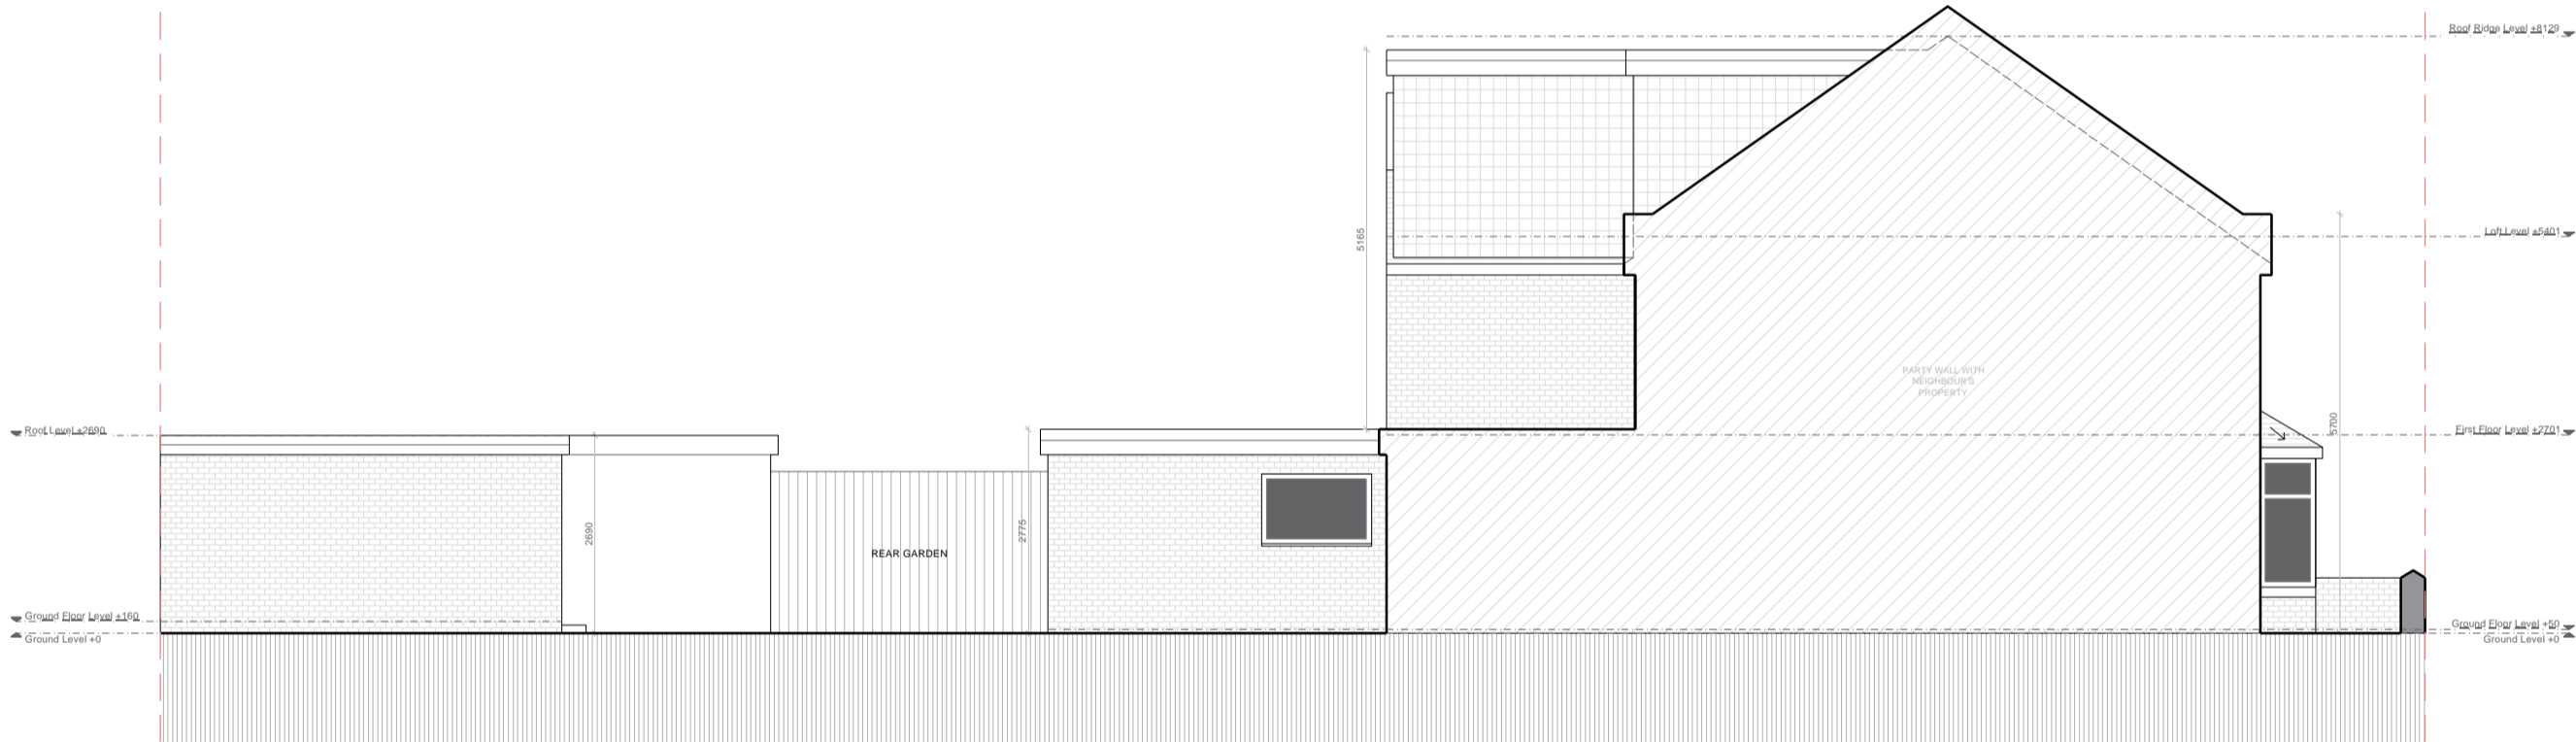 Roof Ridge Level +8129
5165
Loft Level +5401
PARTY WALL WITH
NEIGHBOUR'S
PROPERTY
5700
Roof Level +2690
First Floor Level +2701
2690
2775
REAR GARDEN
Ground Floor Level +160
Ground Level +0
Ground Floor Level +50
Ground Level +0